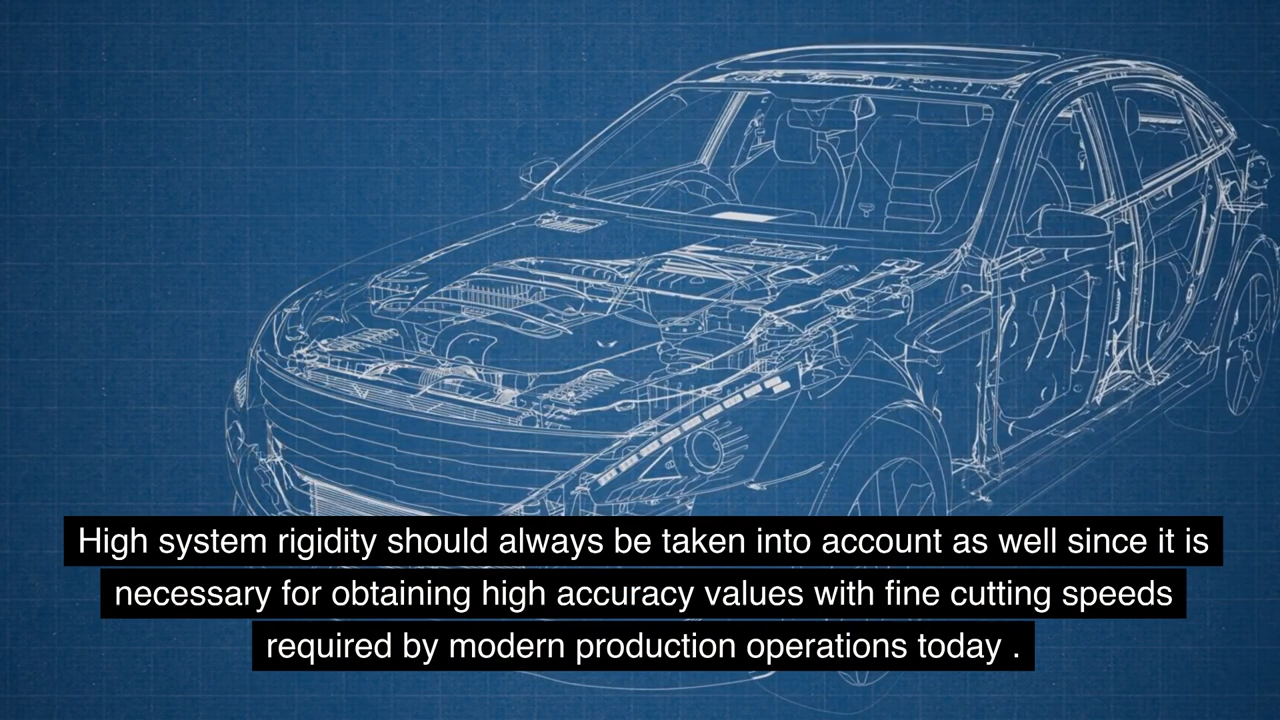 High system rigidity should always be taken into account as well since it is
necessary for obtaining high accuracy values with fine cutting speeds
required by modern production operations today .